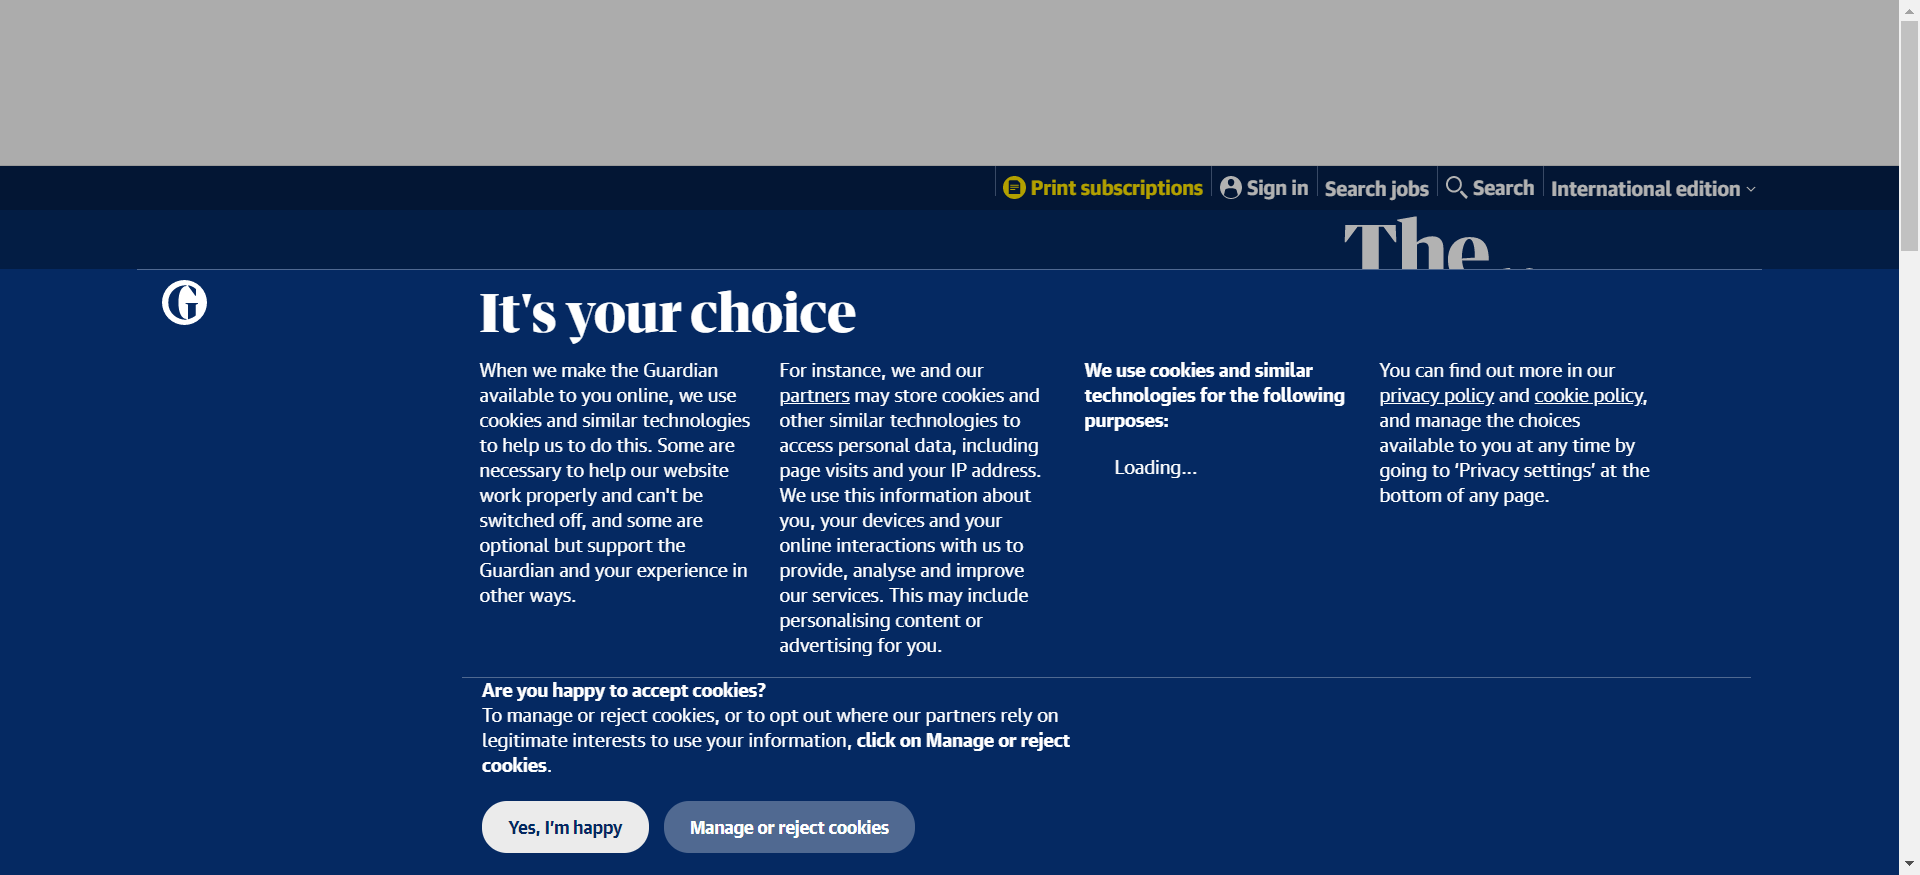 Print subscriptions
Sign in
Search jobs
Search
International edition
The
It's your choice
When we make the Guardian
available to you online, we use
cookies and similar technologies
to help us to do this. Some are
necessary to help our website
work properly and can't be
switched off, and some are
optional but support the
Guardian and your experience in
other ways.
For instance, we and our
partners may store cookies and
other similar technologies to
access personal data, including
page visits and your IP address.
We use this information about
you, your devices and your
online interactions with us to
provide, analyse and improve
our services. This may include
personalising content or
advertising for you.
We use cookies and similar
technologies for the following
purposes:
Loading...
You can find out more in our
privacy policy and cookie policy,
and manage the choices
available to you at any time by
going to ‘Privacy settings’ at the
bottom of any page.
Are you happy to accept cookies?
To manage or reject cookies, or to opt out where our partners rely on
legitimate interests to use your information, click on Manage or reject
cookies.
Yes, I’m happy
Manage or reject cookies